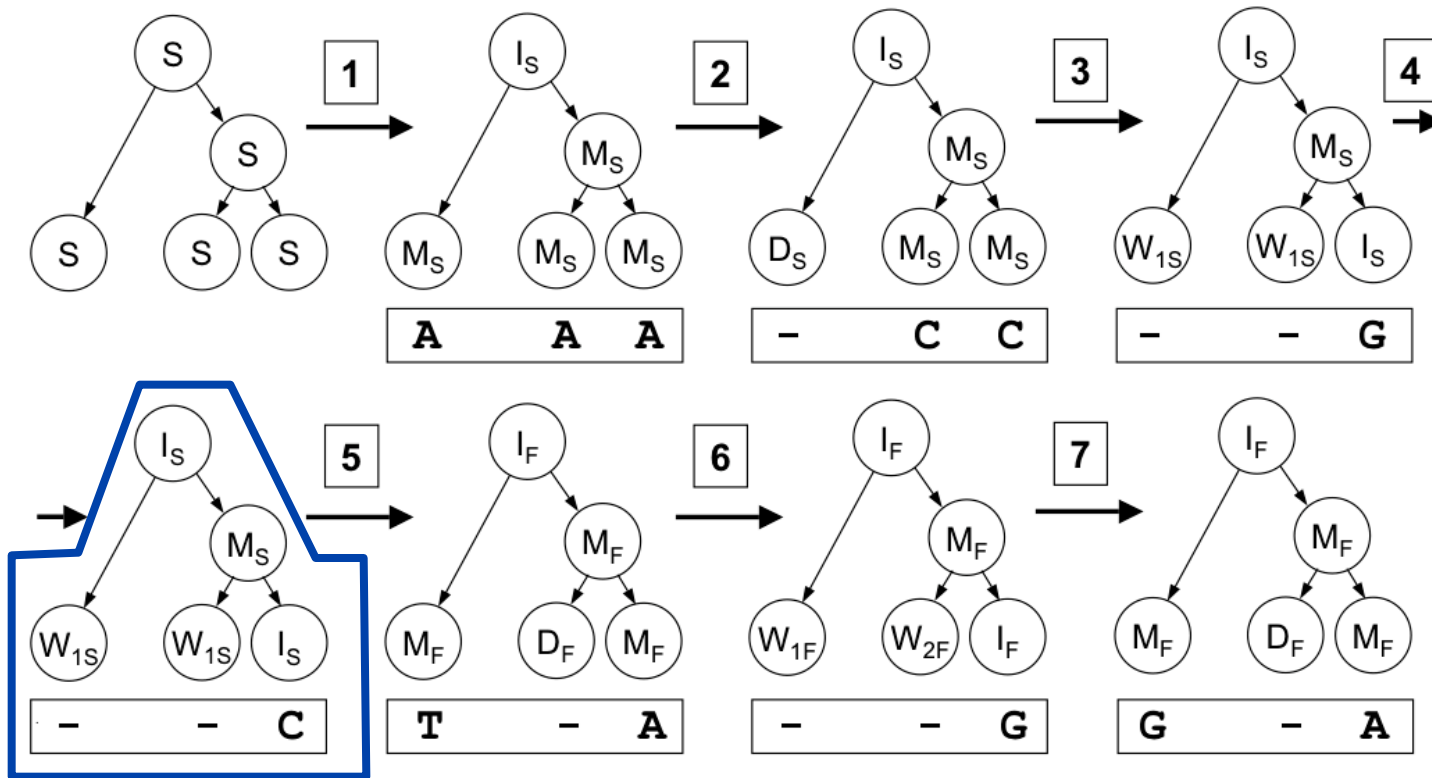 S 1 I_S 2 I_S 3 I_S 4
S M_S M_S M_S
S S S M_S M_S M_S D_S M_S M_S W_1S W_1S I_S
A A A - C C - - G
I_S 5 I_F 6 I_F 7 I_F
M_S M_F M_F M_F
W_1S W_1S I_S M_F D_F M_F W_1F W_2F I_F M_F D_F M_F
- - C T - A - - G G - A